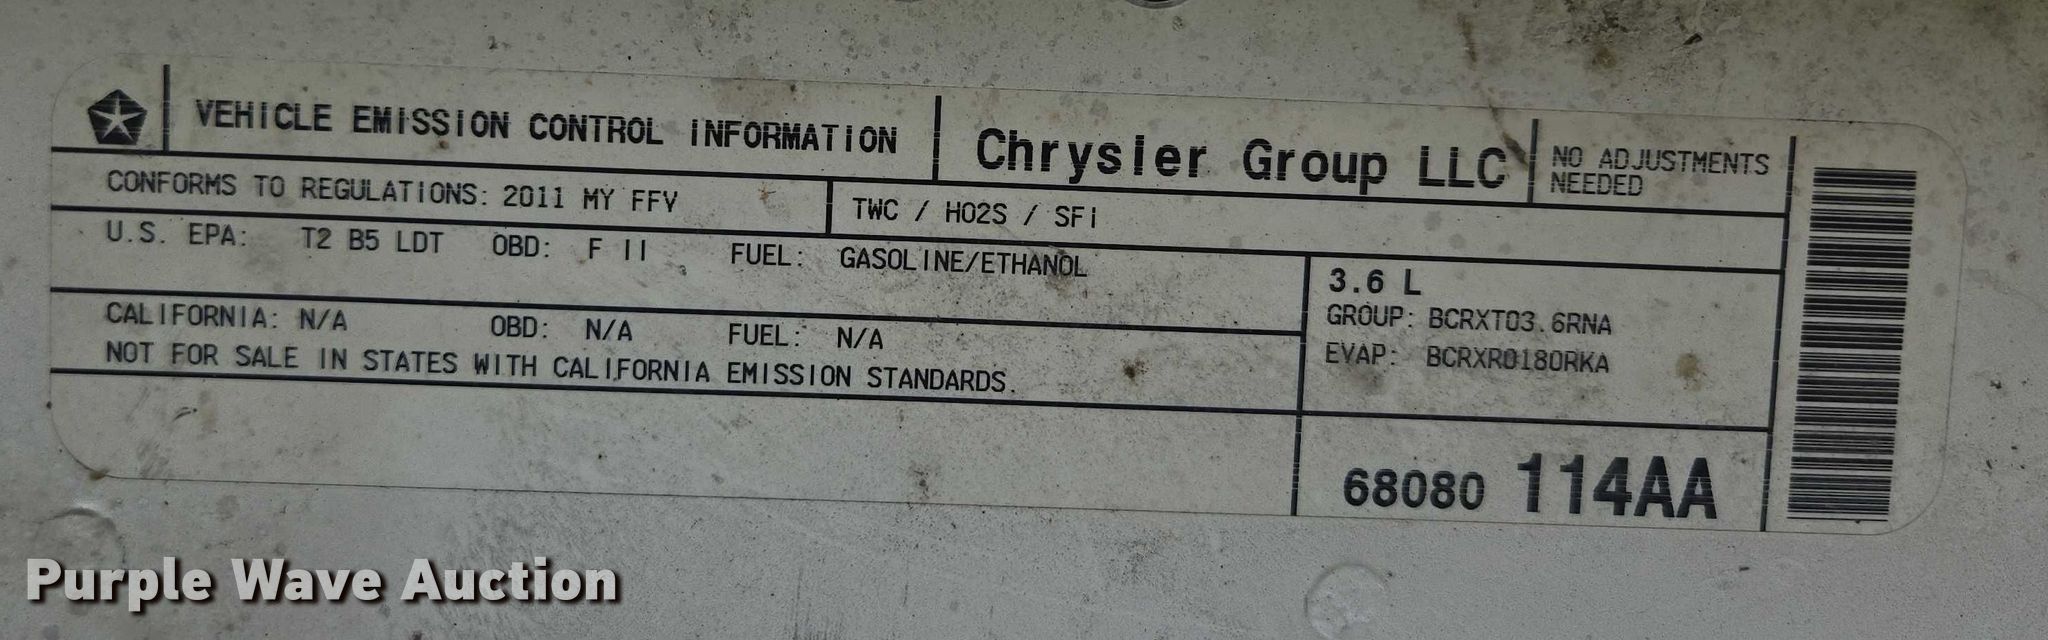 VEHICLE EMISSION CONTROL INFORMATION
Chrysler Group LLC
NO ADJUSTMENTS
NEEDED
CONFORMS TO REGULATIONS: 2011 MY FFV
TWC / HO2S / SFI
U.S. EPA: T2 B5 LDT OBD: F II FUEL: GASOLINE/ETHANOL
CALIFORNIA: N/A OBD: N/A FUEL: N/A
NOT FOR SALE IN STATES WITH CALIFORNIA EMISSION STANDARDS.
3.6 L
GROUP: BCRXT03.6RNA
EVAP: BCRXR0180RKA
68080 114AA
Purple Wave Auction